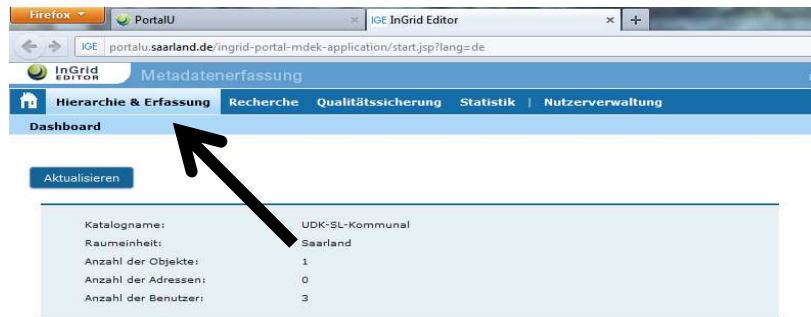 Firefox PortalU IGE InGrid Editor
IGE portalu.saarland.de/ingrid-portal-mdek-application/start.jsp?lang=de
InGrid EDITOR Metadatenerfassung
Hierarchie & Erfassung Recherche Qualitätssicherung Statistik | Nutzerverwaltung
Dashboard
Aktualisieren
Katalogname: UDK-SL-Kommunal
Raumeinheit: Saarland
Anzahl der Objekte: 1
Anzahl der Adressen: 0
Anzahl der Benutzer: 3